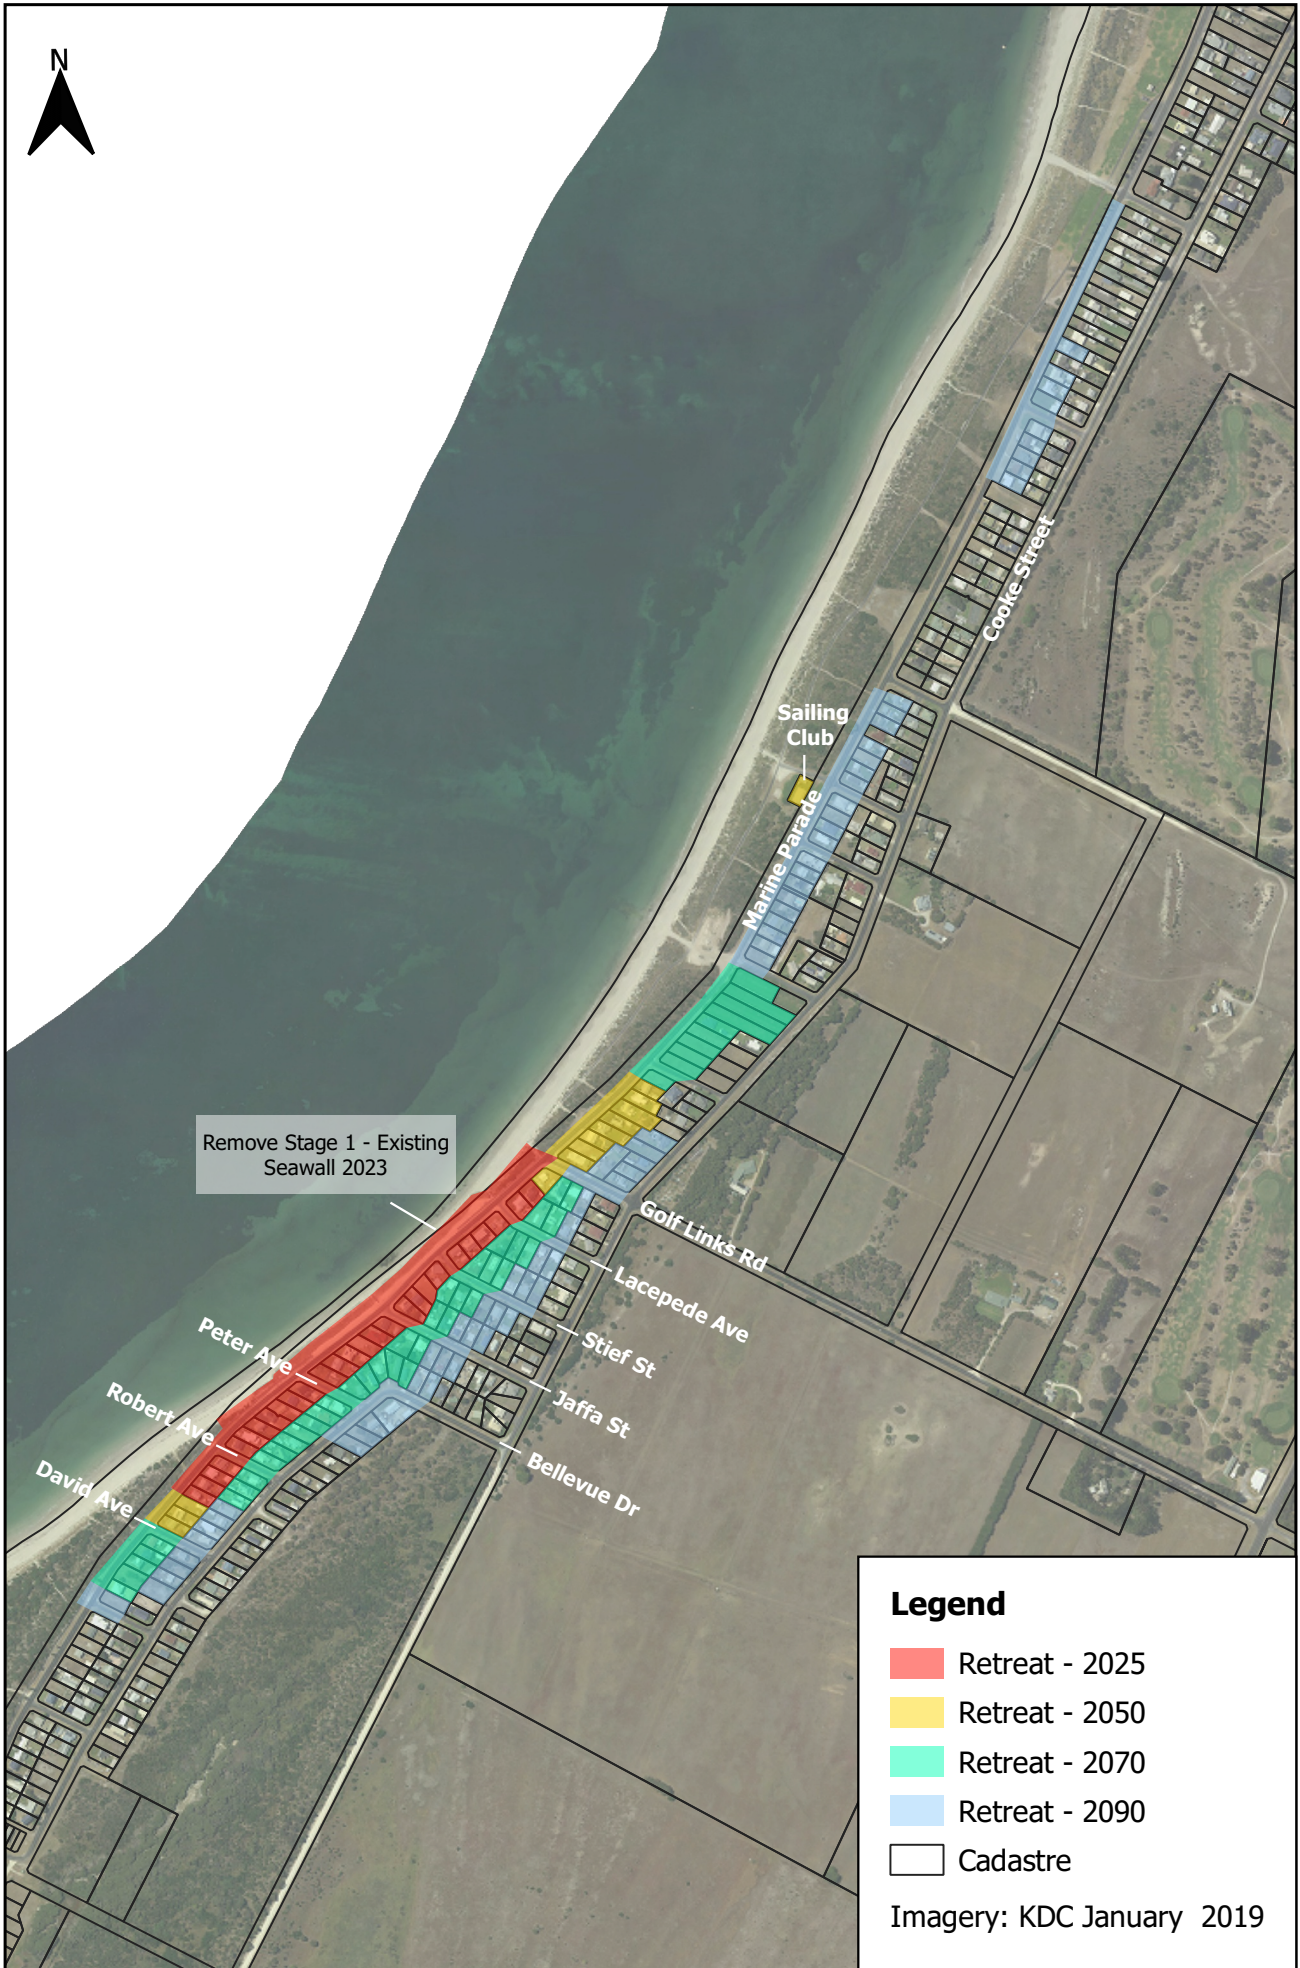 N
Cooke Street
Sailing
Club
Marine Parade
Remove Stage 1 - Existing
Seawall 2023
Golf Links Rd
Lacepede Ave
Peter Ave
Stief St
Robert Ave
Jaffa St
David Ave
Bellevue Dr
Legend
Retreat - 2025
Retreat - 2050
Retreat - 2070
Retreat - 2090
Cadastre
Imagery: KDC January 2019